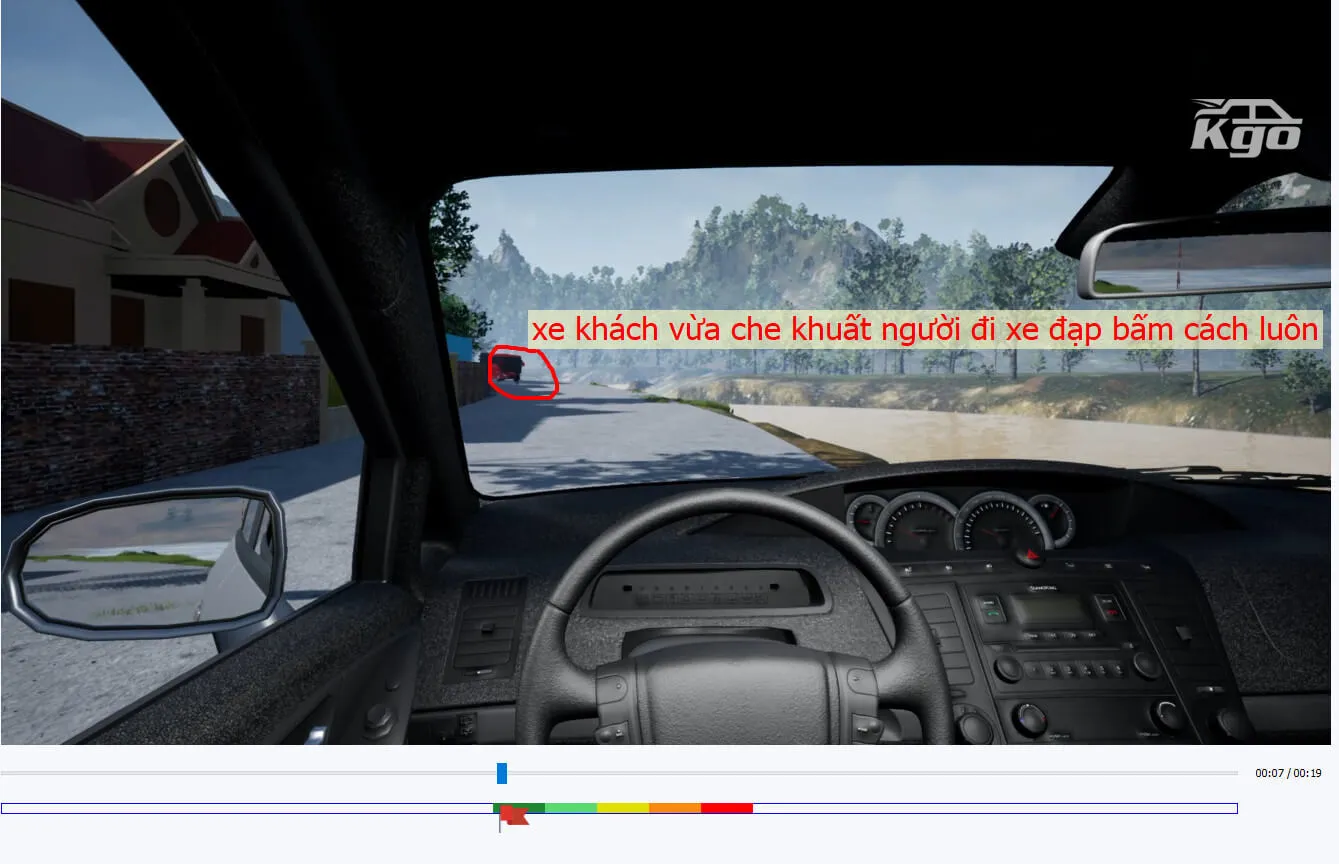 Kgo
xe khách vừa che khuất người đi xe đạp bấm cách luôn
00:07 / 00:19